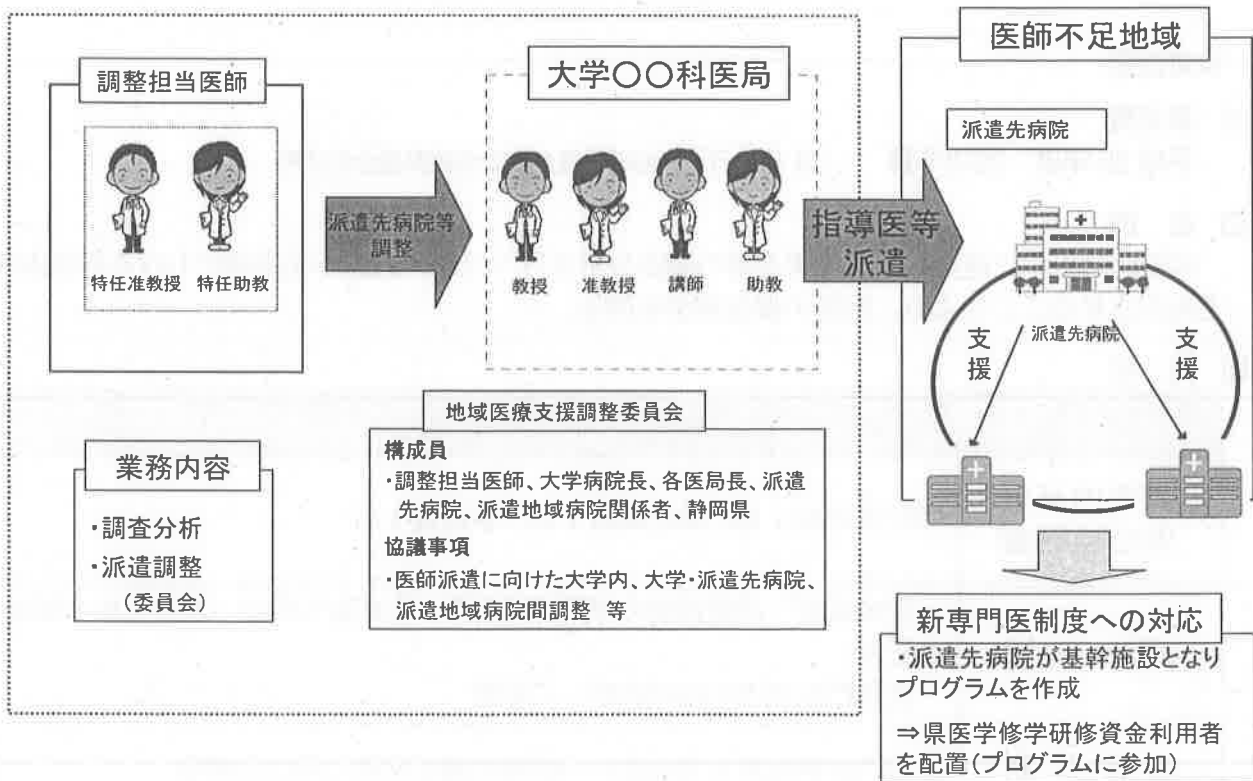 調整担当医師
特任准教授
特任助教
派遣先病院等
調整
大学〇〇科医局
教授
准教授
講師
助教
指導医等
派遣
医師不足地域
派遣先病院
派遣先病院
支援
支援
業務内容
・調査分析
・派遣調整
(委員会)
地域医療支援調整委員会
構成員
・調整担当医師、大学病院長、各医局長、派遣
先病院、派遣地域病院関係者、静岡県
協議事項
・医師派遣に向けた大学内、大学・派遣先病院、
派遣地域病院間調整 等
新専門医制度への対応
・派遣先病院が基幹施設となり
プログラムを作成
⇒県医学修学研修資金利用者
を配置(プログラムに参加)